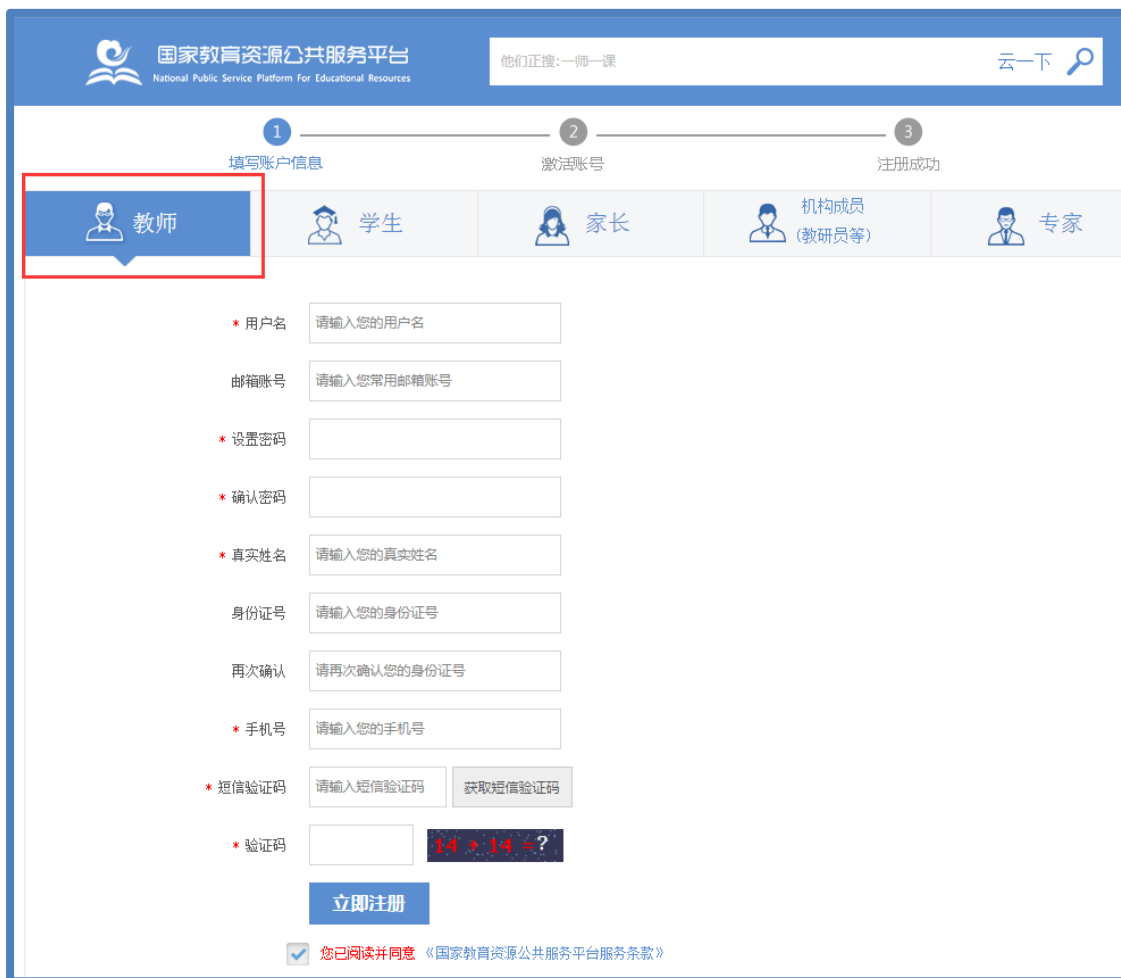 国家教育资源公共服务平台
National Public Service Platform For Educational Resources
他们正搜:一师一课
云一下
1
2
3
填写账户信息
激活账号
注册成功
教师
学生
家长
机构成员
(教研员等)
专家
* 用户名 请输入您的用户名
邮箱账号 请输入您常用邮箱账号
* 设置密码
* 确认密码
* 真实姓名 请输入您的真实姓名
身份证号 请输入您的身份证号
再次确认 请再次确认您的身份证号
* 手机号 请输入您的手机号
* 短信验证码 请输入短信验证码 获取短信验证码
* 验证码 14 + 14 = ?
立即注册
您已阅读并同意 《国家教育资源公共服务平台服务条款》